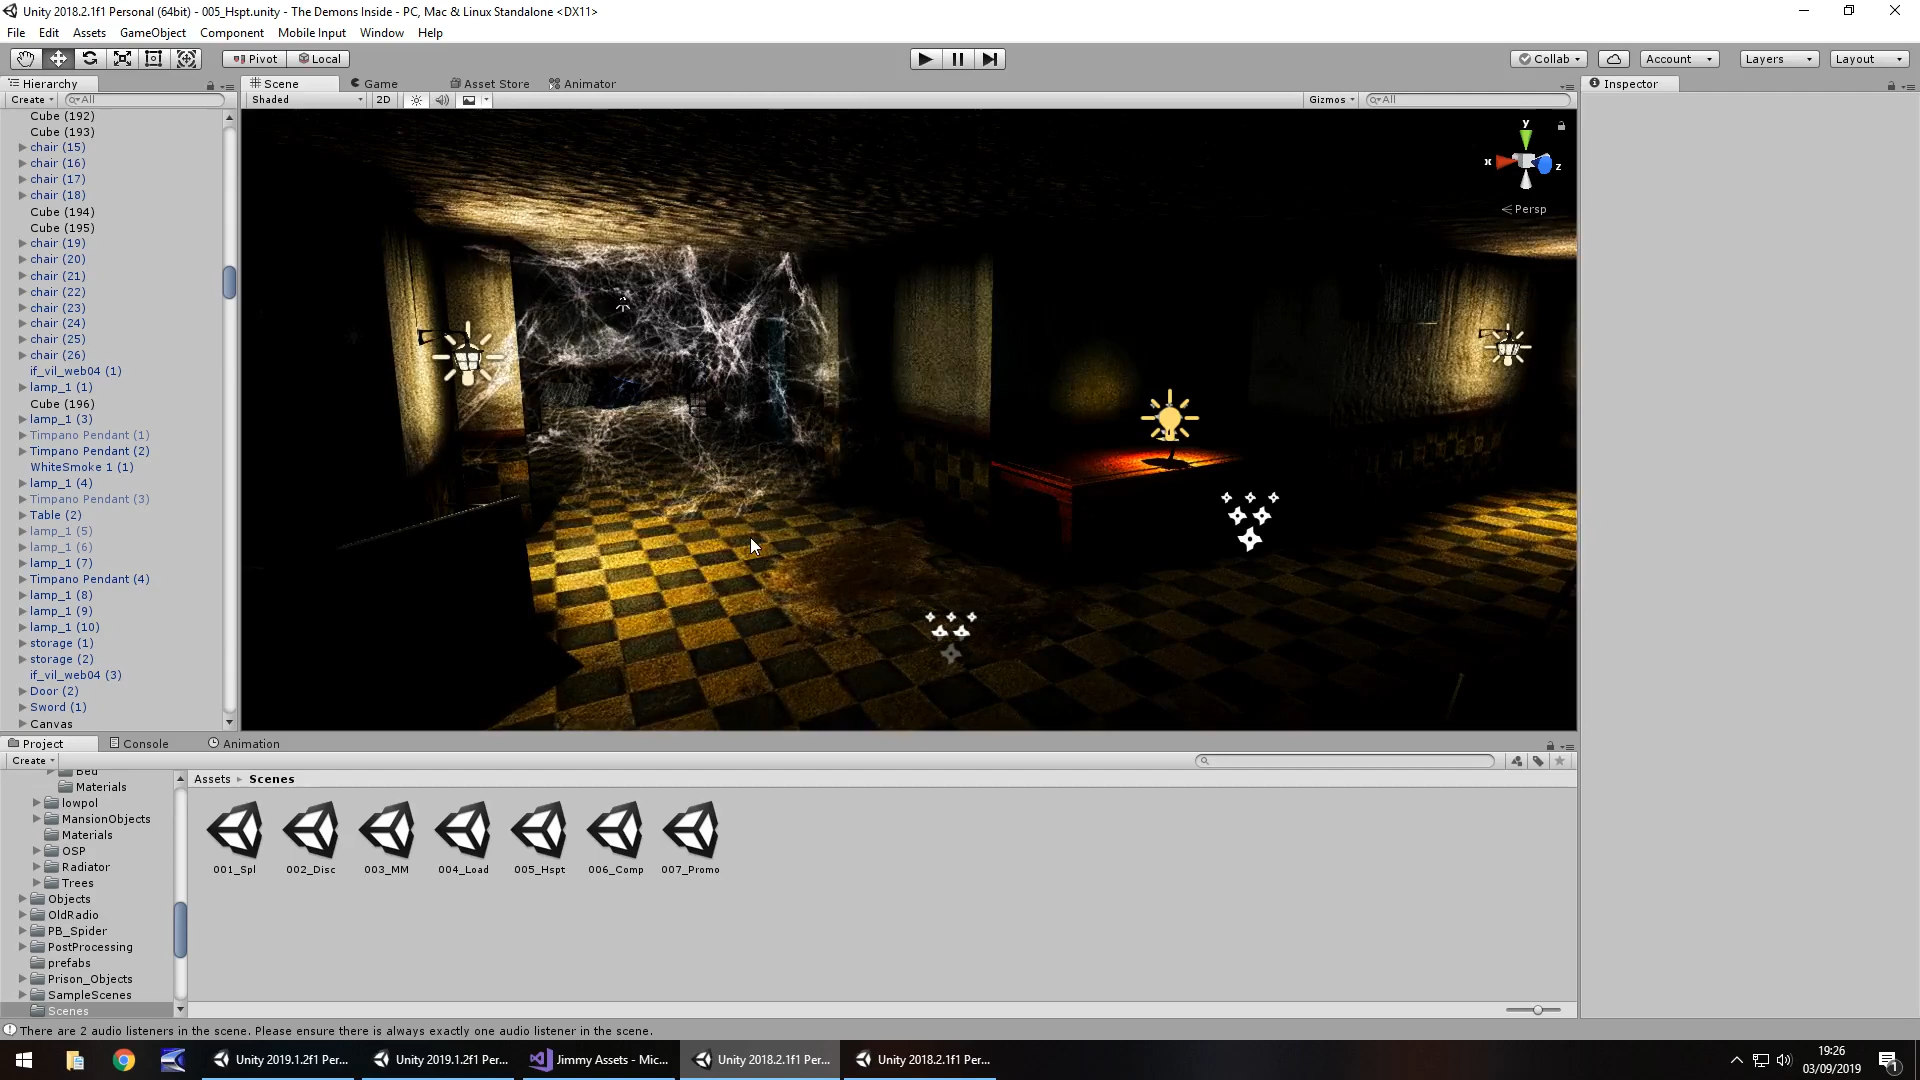 Unity 2018.2.1f1 Personal (64bit) - 005_Hspt.unity - The Demons Inside - PC, Mac & Linux Standalone <DX11>
File Edit Assets GameObject Component Mobile Input Window Help
Pivot Local Collab Account Layers Layout
Hierarchy Scene Game Asset Store Animator Inspector
Create All Shaded 2D Gizmos All
Cube (192)
Cube (193)
chair (15)
chair (16)
chair (17)
chair (18)
Cube (194)
Cube (195)
chair (19)
chair (20)
chair (21)
chair (22)
chair (23)
chair (24)
chair (25)
chair (26)
if_vil_web04 (1)
lamp_1 (1)
Cube (196)
lamp_1 (3)
Timpano Pendant (1)
Timpano Pendant (2)
WhiteSmoke 1 (1)
lamp_1 (4)
Timpano Pendant (3)
Table (2)
lamp_1 (5)
lamp_1 (6)
lamp_1 (7)
Timpano Pendant (4)
lamp_1 (8)
lamp_1 (9)
lamp_1 (10)
storage (1)
storage (2)
if_vil_web04 (3)
Door (2)
Sword (1)
Canvas
y
x z
Persp
Project Console Animation
Create
Bed
Materials
lowpol
MansionObjects
Materials
OSP
Radiator
Trees
Objects
OldRadio
PB_Spider
PostProcessing
prefabs
Prison_Objects
SampleScenes
Scenes
Assets Scenes
001_Spl 002_Disc 003_MM 004_Load 005_Hspt 006_Comp 007_Promo
There are 2 audio listeners in the scene. Please ensure there is always exactly one audio listener in the scene.
Unity 2019.1.2f1 Per... Unity 2019.1.2f1 Per... Jimmy Assets - Mic... Unity 2018.2.1f1 Per... Unity 2018.2.1f1 Per...
19:26
03/09/2019
1